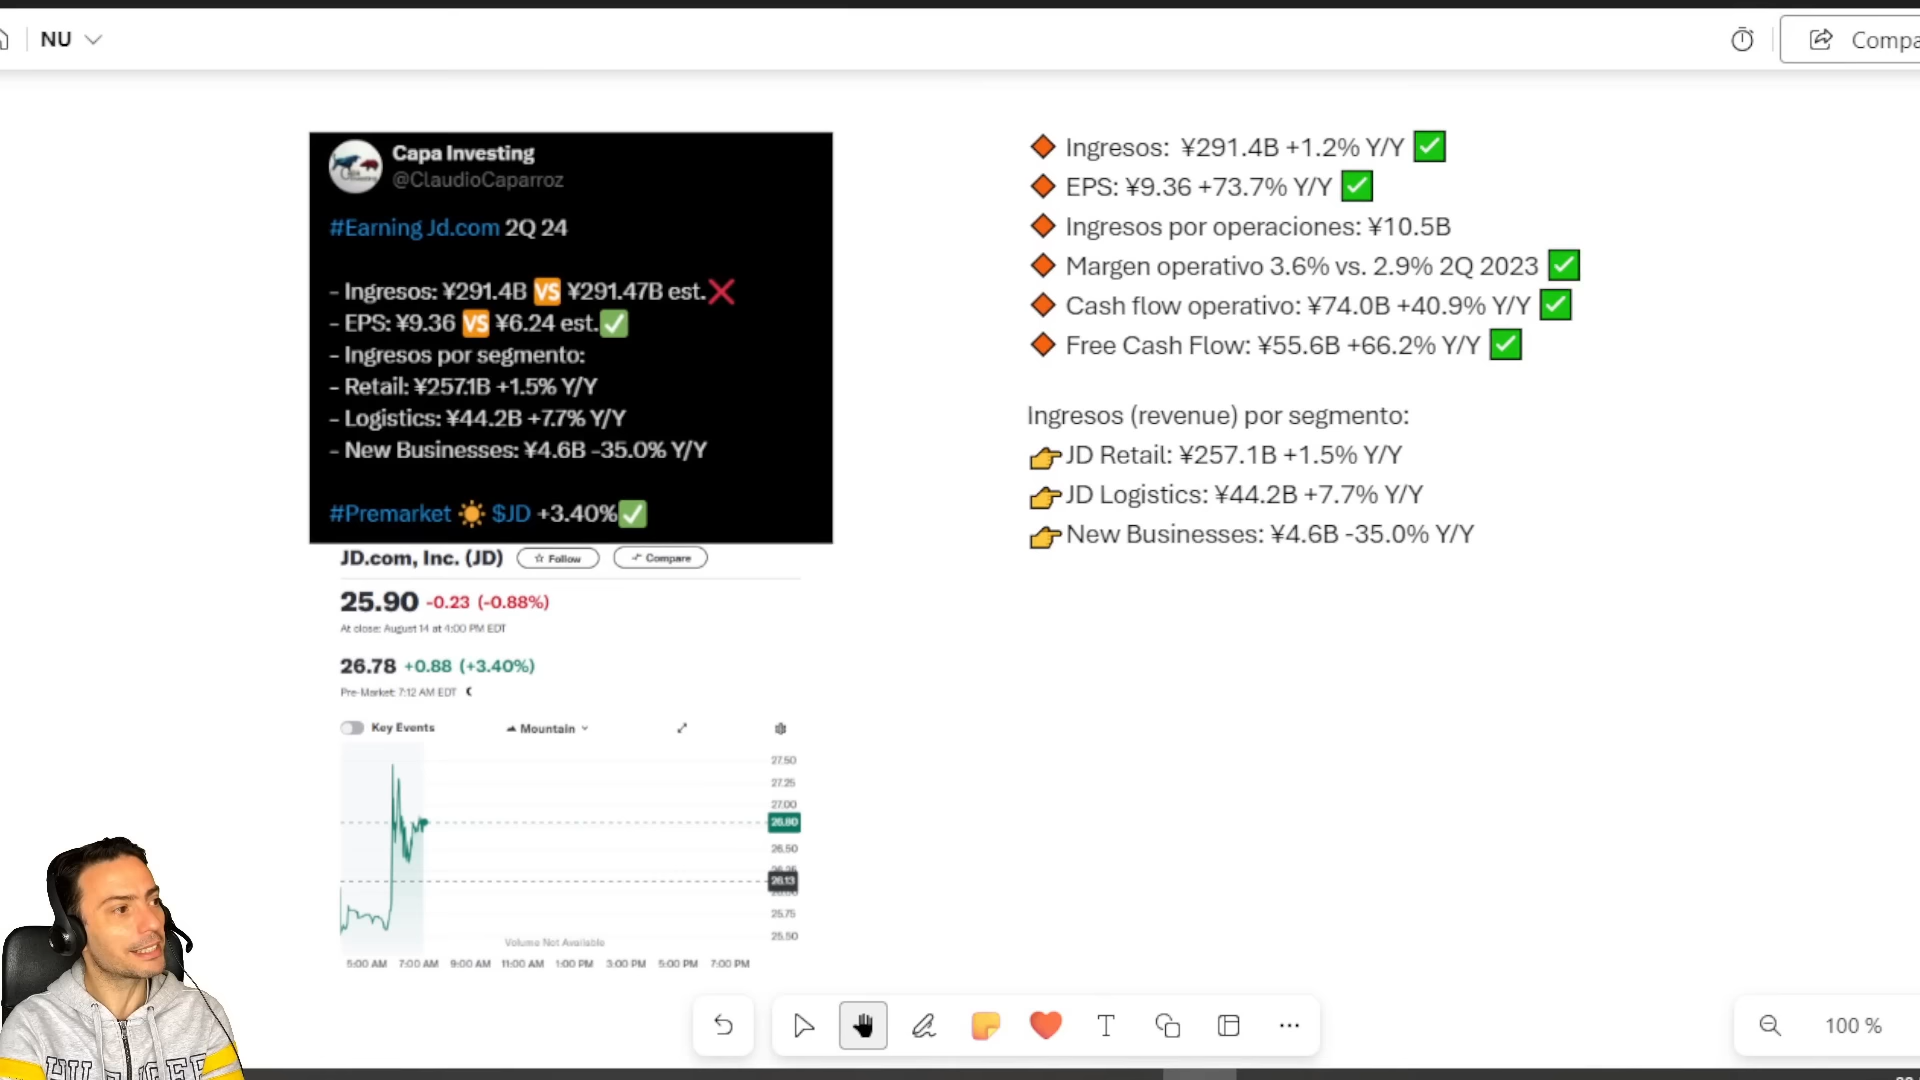 NU
Compa
Capa Investing
@ClaudioCaparroz
#Earning Jd.com 2Q 24
- Ingresos: ¥291.4B VS ¥291.47B est.❌
- EPS: ¥9.36 VS ¥6.24 est.✅
- Ingresos por segmento:
- Retail: ¥257.1B +1.5% Y/Y
- Logistics: ¥44.2B +7.7% Y/Y
- New Businesses: ¥4.6B -35.0% Y/Y
#Premarket ☀️ $JD +3.40%✅
JD.com, Inc. (JD) ☆ Follow Compare
25.90 -0.23 (-0.88%)
At close: August 14 at 4:00 PM EDT
26.78 +0.88 (+3.40%)
Pre-Market: 7:12 AM EDT
Key Events Mountain
27.50
27.25
27.00
26.80
26.50
26.13
25.75
25.50
Volume Not Available
5:00 AM 7:00 AM 9:00 AM 11:00 AM 1:00 PM 3:00 PM 5:00 PM 7:00 PM
🔶 Ingresos: ¥291.4B +1.2% Y/Y ✅
🔶 EPS: ¥9.36 +73.7% Y/Y ✅
🔶 Ingresos por operaciones: ¥10.5B
🔶 Margen operativo 3.6% vs. 2.9% 2Q 2023 ✅
🔶 Cash flow operativo: ¥74.0B +40.9% Y/Y ✅
🔶 Free Cash Flow: ¥55.6B +66.2% Y/Y ✅
Ingresos (revenue) por segmento:
👉 JD Retail: ¥257.1B +1.5% Y/Y
👉 JD Logistics: ¥44.2B +7.7% Y/Y
👉 New Businesses: ¥4.6B -35.0% Y/Y
100 %